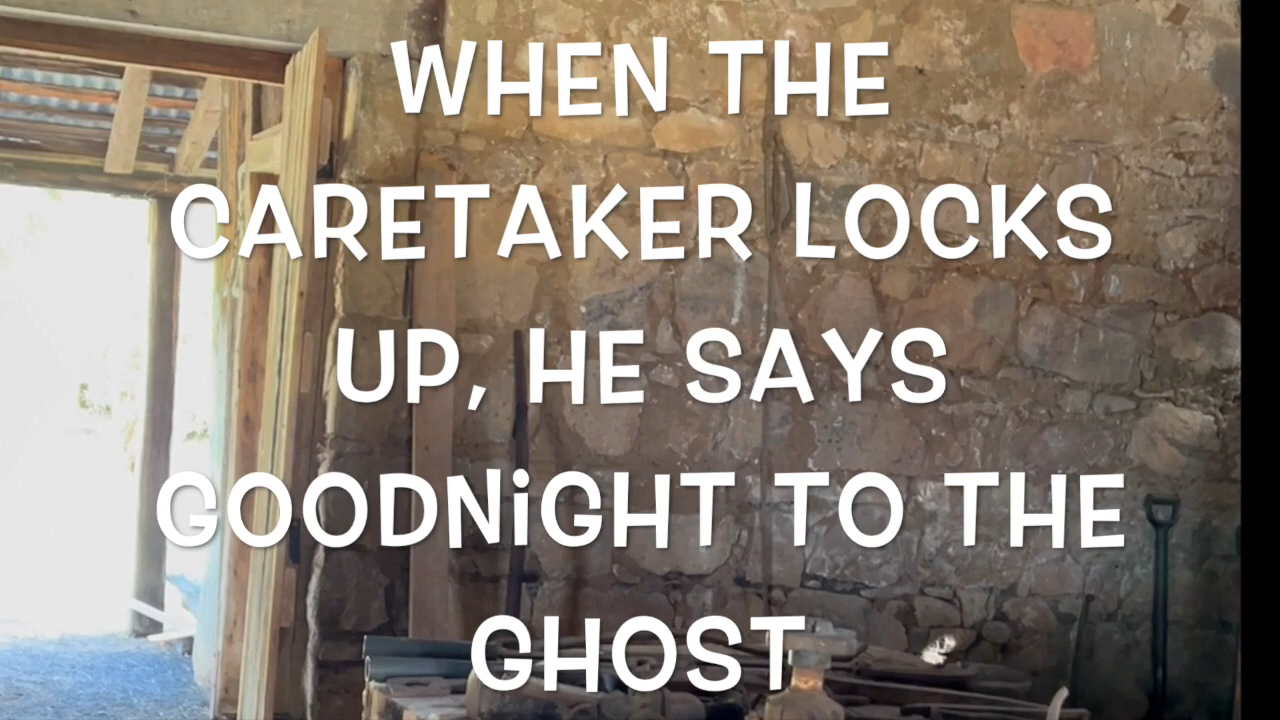 WHEN THE
CARETAKER LOCKS
UP, HE SAYS
GOODNiGHT TO THE
GHOST